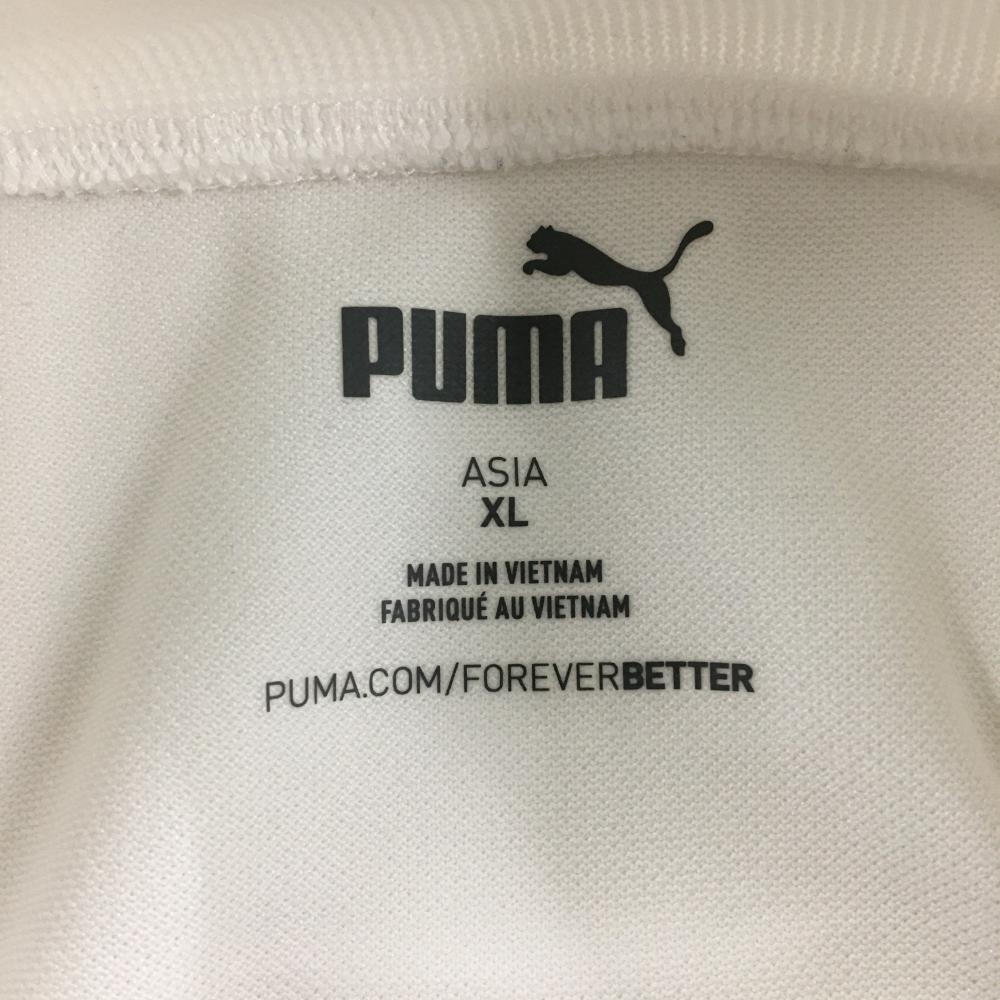 PUMA
ASIA
XL
MADE IN VIETNAM
FABRIQUÉ AU VIETNAM
PUMA.COM/FOREVERBETTER